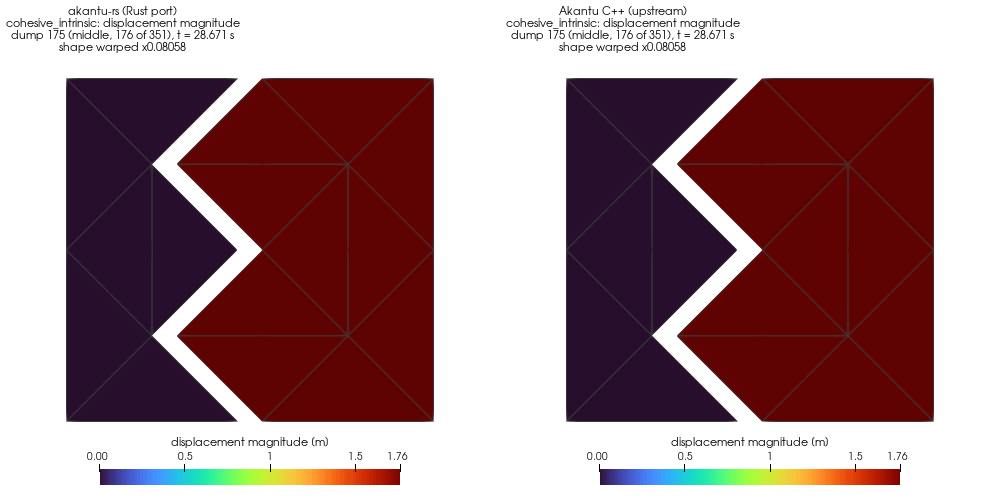 akantu-rs (Rust port)
cohesive_intrinsic: displacement magnitude
dump 175 (middle, 176 of 351), t = 28.671 s
shape warped x0.08058
displacement magnitude (m)
0.00 0.5 1 1.5 1.76
Akantu C++ (upstream)
cohesive_intrinsic: displacement magnitude
dump 175 (middle, 176 of 351), t = 28.671 s
shape warped x0.08058
displacement magnitude (m)
0.00 0.5 1 1.5 1.76